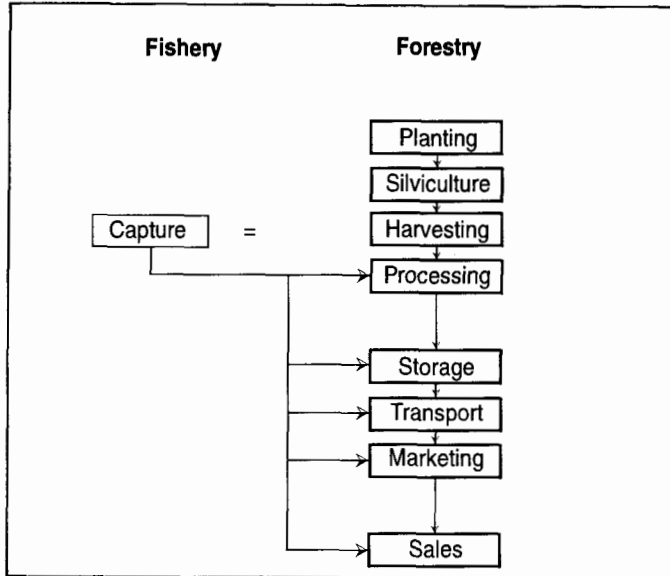 Fishery Forestry
Planting
Silviculture
Capture = Harvesting
Processing
Storage
Transport
Marketing
Sales